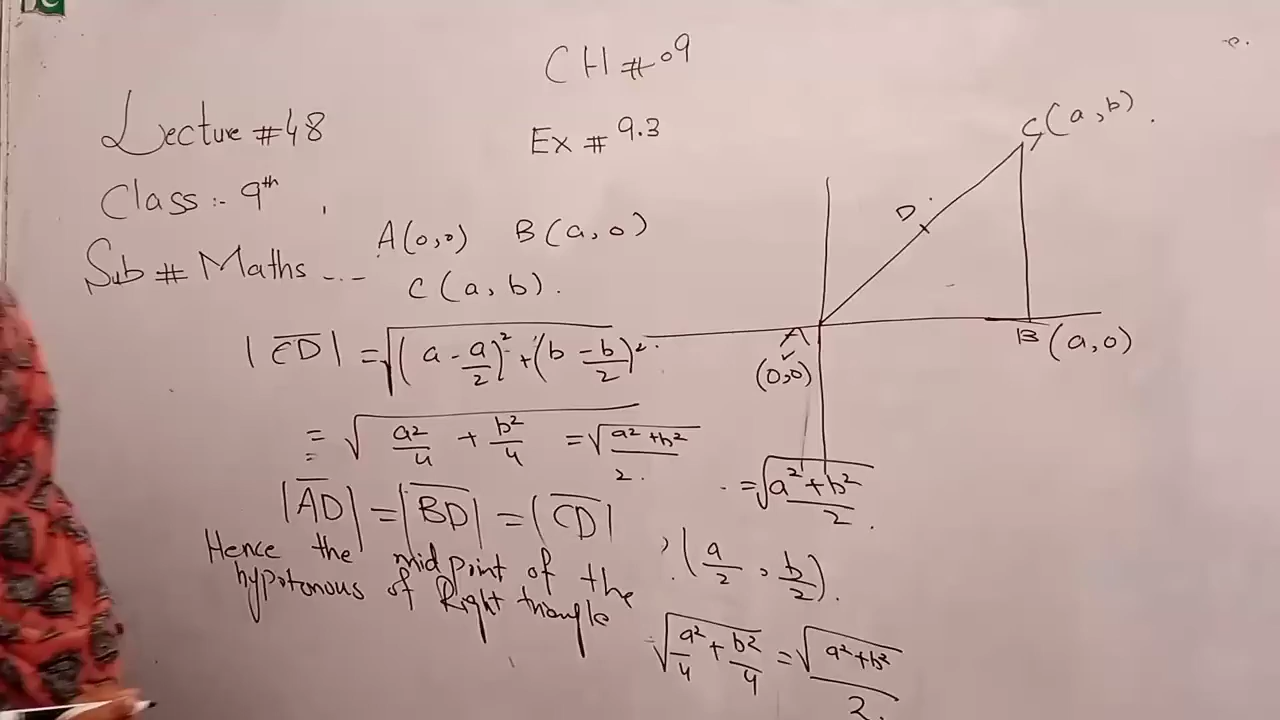 CH # 09
Lecture # 48
Ex # 9.3
Class :- 9th
Sub # Maths ---
A(0,0) B(a,0)
C(a,b).
C(a,b).
D
A
(0,0)
B(a,0)
|CD| = √(a - a/2)² + (b - b/2)².
= √a²/4 + b²/4 = √a²+b²/2.
= √a²+b²/2.
|AD| = |BD| = |CD|
Hence the midpoint of the
hypotonous of Right triangle
(a/2, b/2).
√a²/4 + b²/4 = √a²+b²/2.